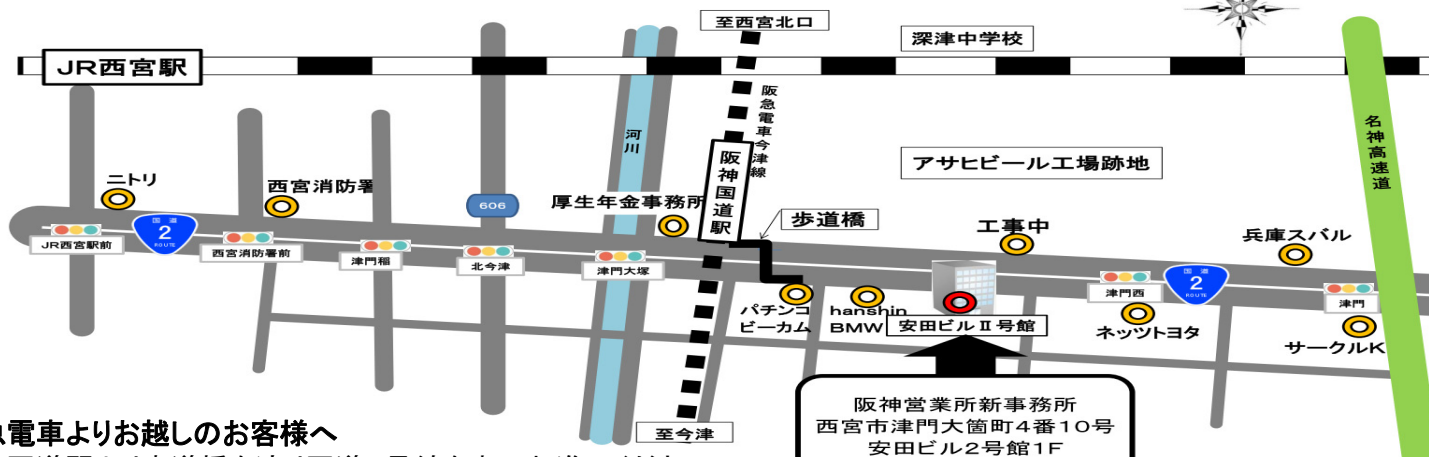 至西宮北口
深津中学校
JR西宮駅
阪急電車今津線
名神高速道
河川
阪神国道駅
アサヒビール工場跡地
ニトリ
西宮消防署
606
厚生年金事務所
歩道橋
工事中
兵庫スバル
国道
2
ROUTE
JR西宮駅前
西宮消防署前
津門稲
北今津
津門大塚
津門西
国道
2
ROUTE
津門
パチンコ
ビーカム
hanshin
BMW
安田ビルⅡ号館
ネッツトヨタ
サークルK
至今津
阪神営業所新事務所
西宮市津門大箇町4番10号
安田ビル2号館1F
電車よりお越しのお客様へ